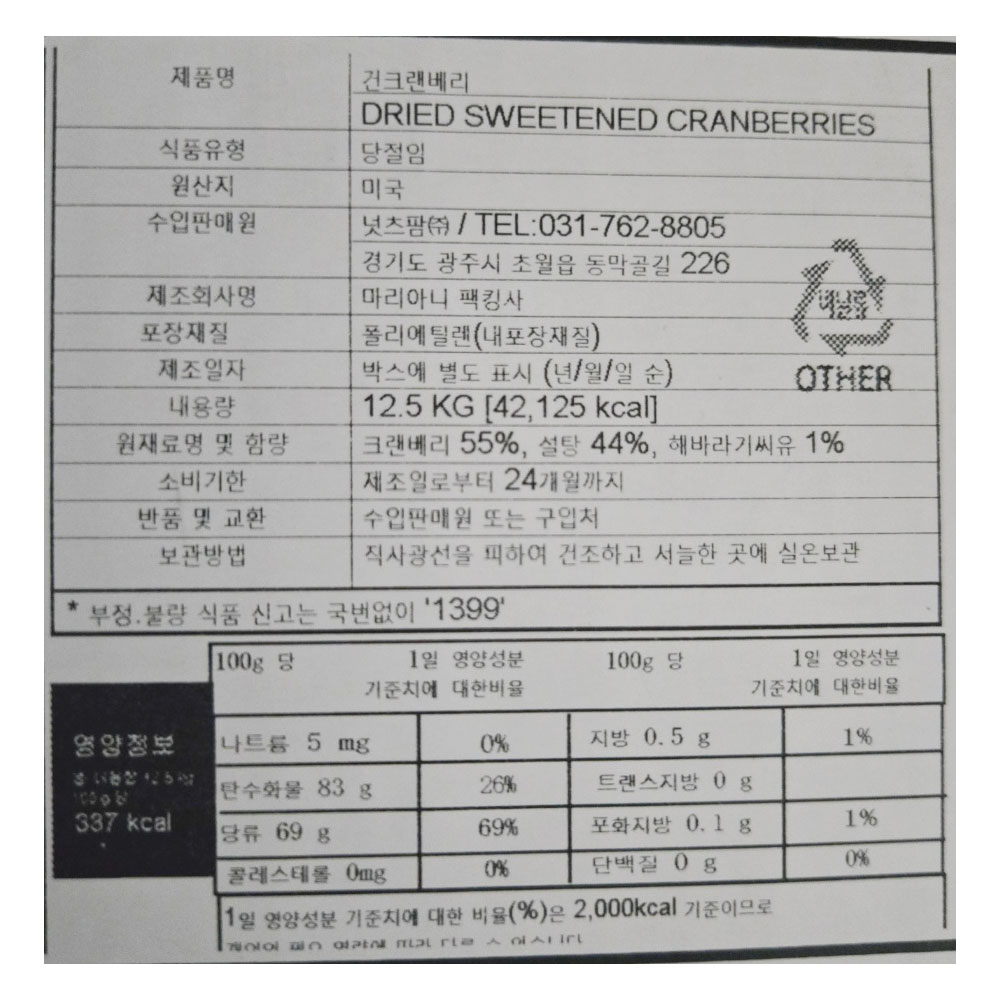 제품명 건크랜베리
DRIED SWEETENED CRANBERRIES
식품유형 당절임
원산지 미국
수입판매원 넛츠팜㈜ / TEL:031-762-8805
경기도 광주시 초월읍 동막골길 226
제조회사명 마리아니 팩킹사
포장재질 폴리에틸렌(내포장재질)
제조일자 박스에 별도 표시 (년/월/일 순)
OTHER
내용량 12.5 KG [42,125 kcal]
원재료명 및 함량 크랜베리 55%, 설탕 44%, 해바라기씨유 1%
소비기한 제조일로부터 24개월까지
반품 및 교환 수입판매원 또는 구입처
보관방법 직사광선을 피하여 건조하고 서늘한 곳에 실온보관
* 부정.불량 식품 신고는 국번없이 '1399'
100g 당 1일 영양성분 100g 당 1일 영양성분
기준치에 대한비율 기준치에 대한비율
영양정보
337 kcal
나트륨 5 mg 0% 지방 0.5 g 1%
탄수화물 83 g 26% 트랜스지방 0 g
당류 69 g 69% 포화지방 0.1 g 1%
콜레스테롤 0mg 0% 단백질 0 g 0%
1일 영양성분 기준치에 대한 비율(%)은 2,000kcal 기준이므로